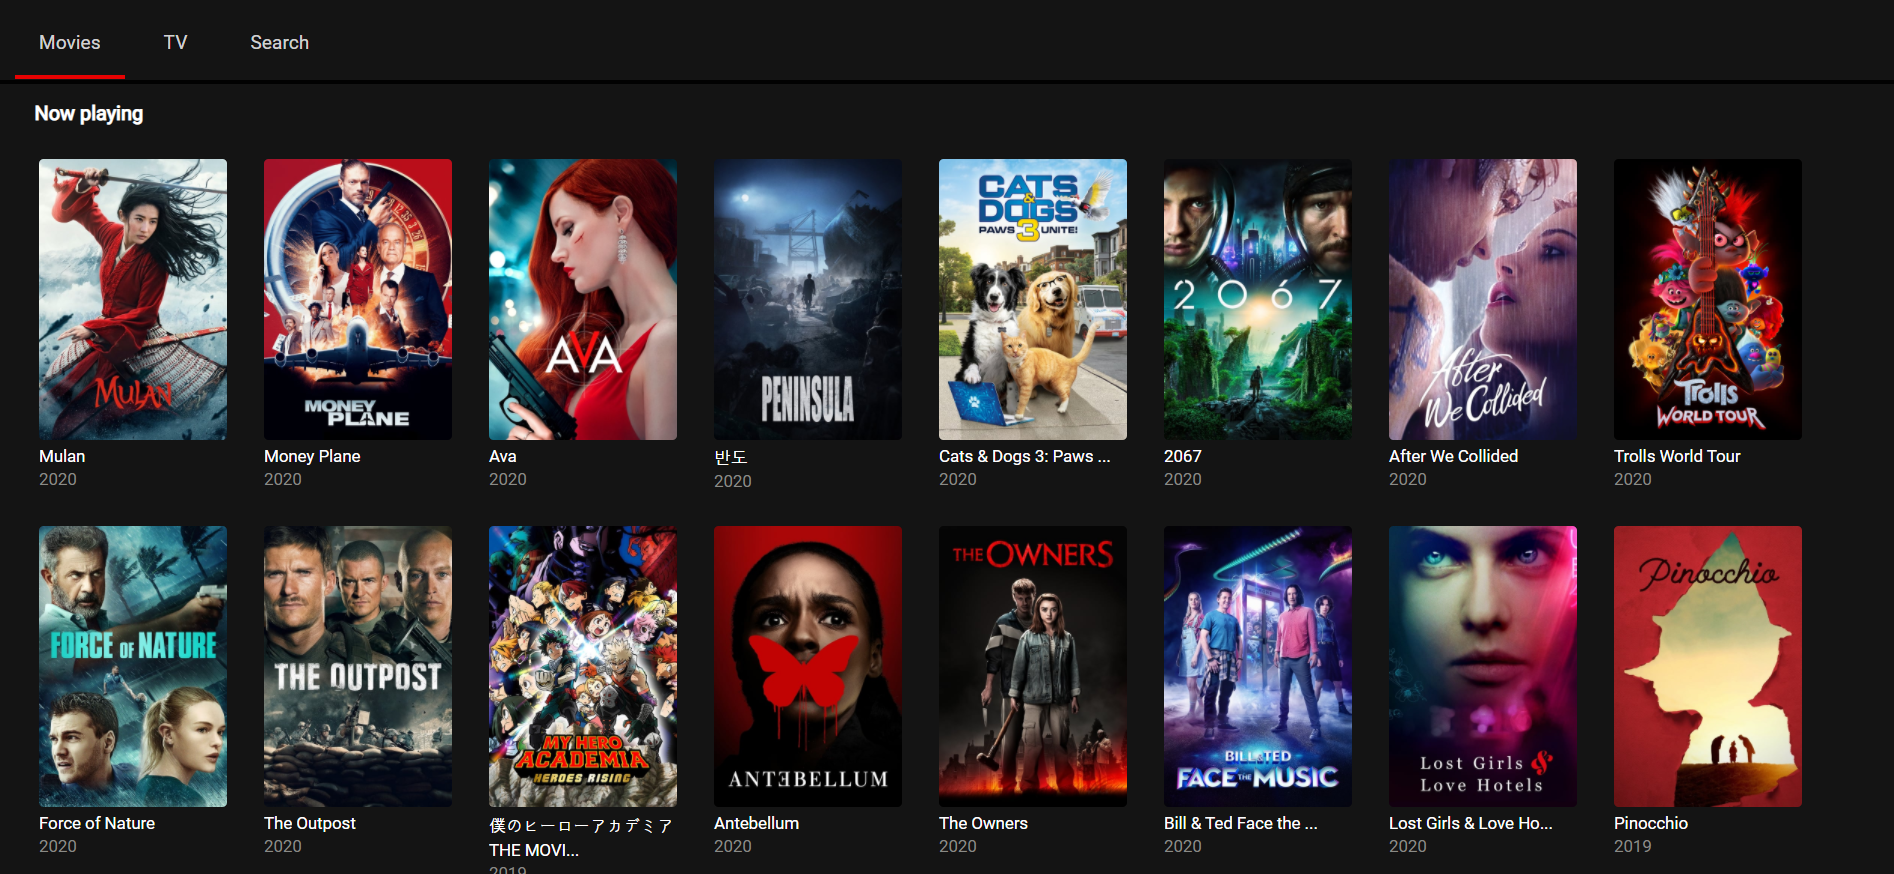 Movies TV Search
Now playing
MULAN
MONEY
PLANE
AVA
PENINSULA
CATS
&
DOGS
PAWS 3 UNITE!
2067
After
We Collided
Trolls
WORLD TOUR
Mulan
2020
Money Plane
2020
Ava
2020
반도
2020
Cats & Dogs 3: Paws ...
2020
2067
2020
After We Collided
2020
Trolls World Tour
2020
FORCE OF NATURE
THE OUTPOST
MY HERO
ACADEMIA
HEROES RISING
ANTEBELLUM
THE OWNERS
BILL & TED
FACE THE MUSIC
Lost Girls &
Love Hotels
Pinocchio
Force of Nature
2020
The Outpost
2020
僕のヒーローアカデミア
THE MOVI...
2019
Antebellum
2020
The Owners
2020
Bill & Ted Face the ...
2020
Lost Girls & Love Ho...
2020
Pinocchio
2019